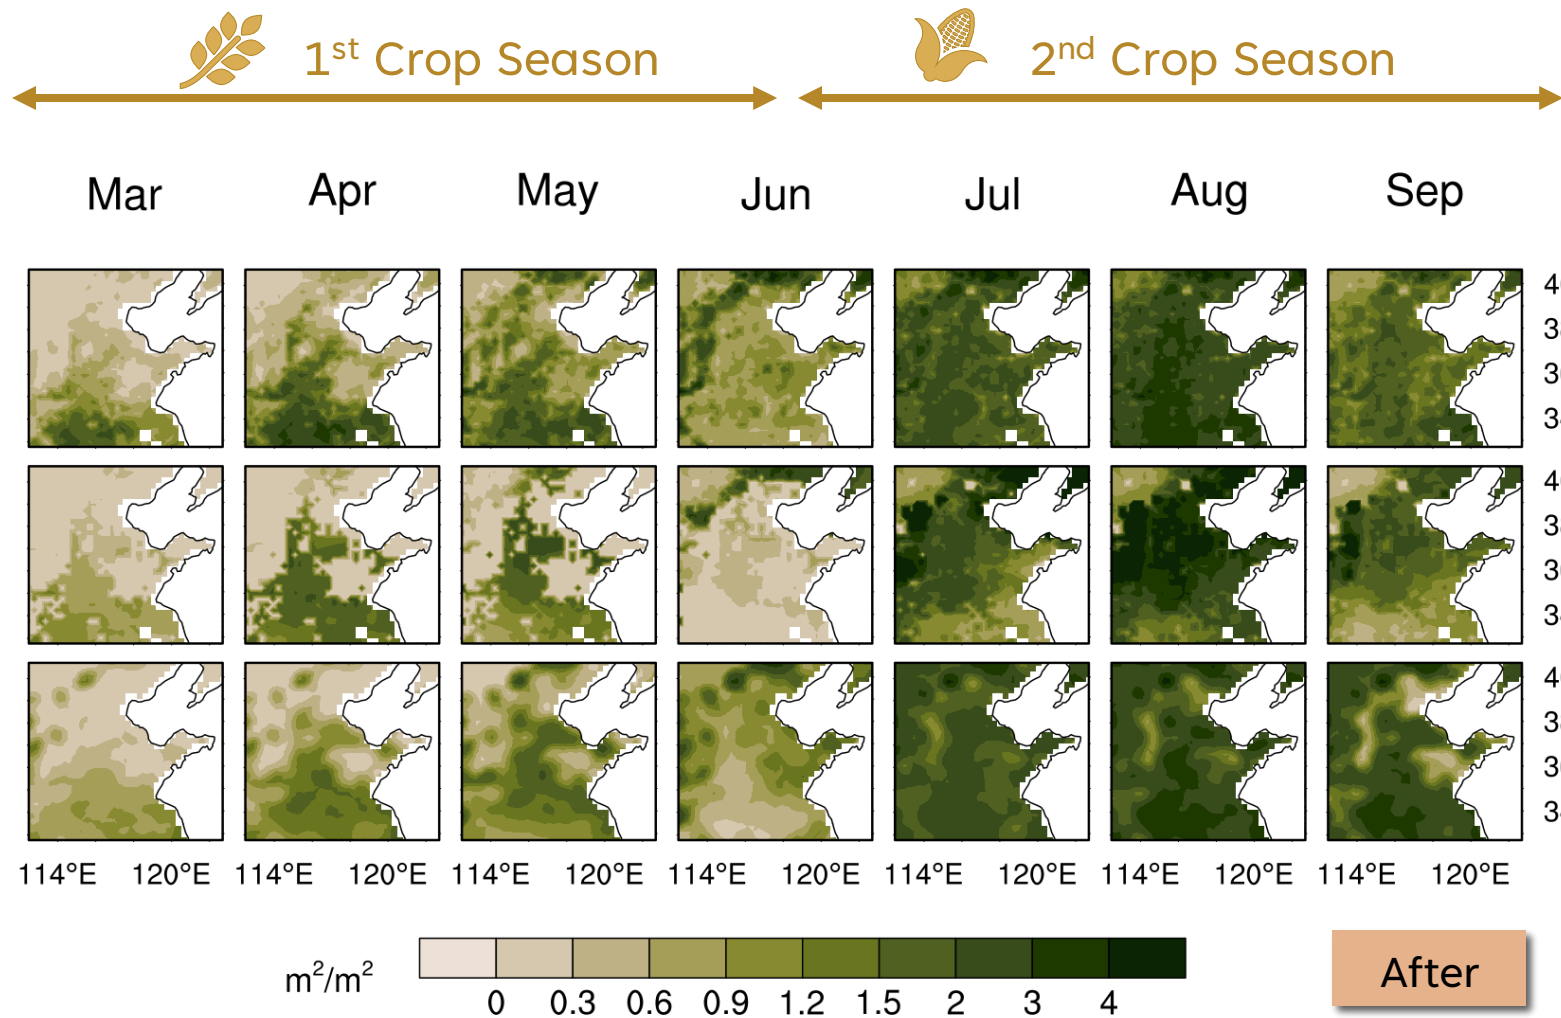 1st Crop Season 2nd Crop Season
Mar Apr May Jun Jul Aug Sep
114°E 120°E 114°E 120°E 114°E 120°E 114°E 120°E 114°E 120°E 114°E 120°E 114°E 120°E
m²/m²
0 0.3 0.6 0.9 1.2 1.5 2 3 4
After